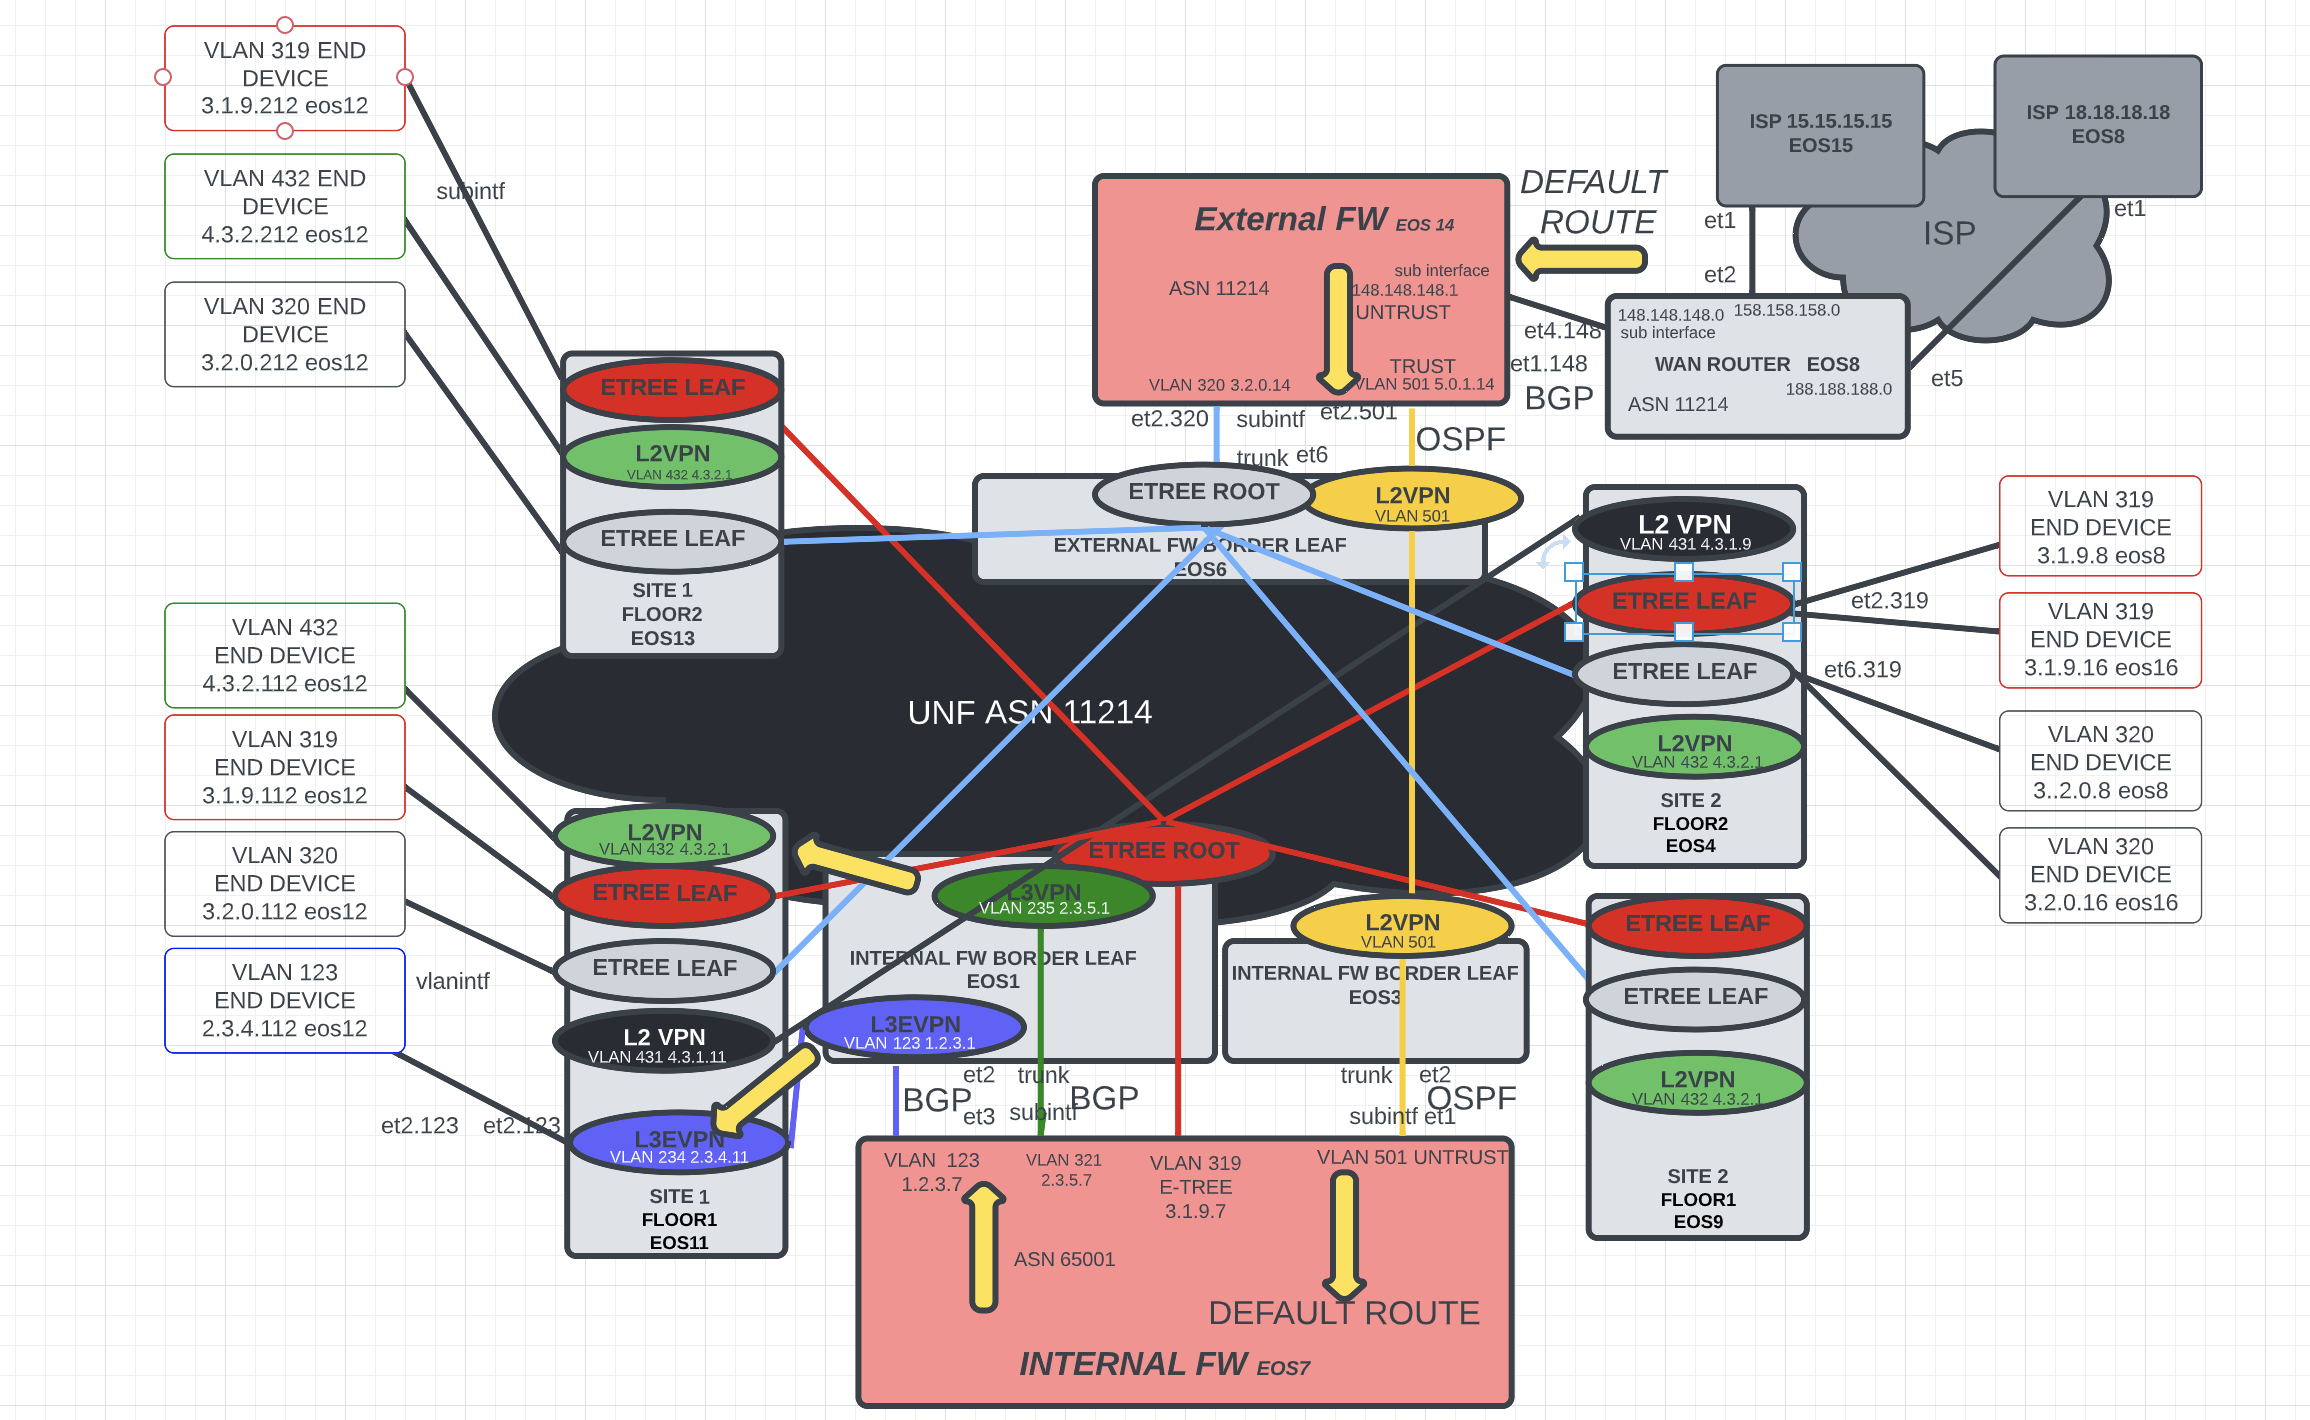 VLAN 319 END
DEVICE
3.1.9.212 eos12
VLAN 432 END
DEVICE
4.3.2.212 eos12
VLAN 320 END
DEVICE
3.2.0.212 eos12
subintf
ETREE LEAF
L2VPN
VLAN 432 4.3.2.1
ETREE LEAF
SITE 1
FLOOR2
EOS13
External FW EOS 14
ASN 11214
sub interface
148.148.148.1
UNTRUST
TRUST
VLAN 320 3.2.0.14
VLAN 501 5.0.1.14
DEFAULT
ROUTE
ISP 15.15.15.15
EOS15
ISP 18.18.18.18
EOS8
ISP
et1
et1
et2
et4.148
et1.148
BGP
148.148.148.0
sub interface
158.158.158.0
WAN ROUTER EOS8
188.188.188.0
ASN 11214
et5
et2.320
subintf
et2.501
OSPF
trunk
et6
ETREE ROOT
L2VPN
VLAN 501
EXTERNAL FW BORDER LEAF
EOS6
L2 VPN
VLAN 431 4.3.1.9
ETREE LEAF
ETREE LEAF
L2VPN
VLAN 432 4.3.2.1
SITE 2
FLOOR2
EOS4
et2.319
et6.319
VLAN 319
END DEVICE
3.1.9.8 eos8
VLAN 319
END DEVICE
3.1.9.16 eos16
VLAN 320
END DEVICE
3..2.0.8 eos8
VLAN 320
END DEVICE
3.2.0.16 eos16
UNF ASN 11214
VLAN 432
END DEVICE
4.3.2.112 eos12
VLAN 319
END DEVICE
3.1.9.112 eos12
VLAN 320
END DEVICE
3.2.0.112 eos12
VLAN 123
END DEVICE
2.3.4.112 eos12
vlanintf
et2.123
et2.123
L2VPN
VLAN 432 4.3.2.1
ETREE LEAF
ETREE LEAF
L2 VPN
VLAN 431 4.3.1.11
L3EVPN
VLAN 234 2.3.4.11
SITE 1
FLOOR1
EOS11
ETREE ROOT
L3VPN
VLAN 235 2.3.5.1
INTERNAL FW BORDER LEAF
EOS1
L3EVPN
VLAN 123 1.2.3.1
L2VPN
VLAN 501
INTERNAL FW BORDER LEAF
EOS3
ETREE LEAF
ETREE LEAF
L2VPN
VLAN 432 4.3.2.1
SITE 2
FLOOR1
EOS9
et2
trunk
BGP
BGP
et3
subintf
trunk
et2
OSPF
subintf et1
VLAN 123
1.2.3.7
VLAN 321
2.3.5.7
VLAN 319
E-TREE
3.1.9.7
VLAN 501 UNTRUST
ASN 65001
DEFAULT ROUTE
INTERNAL FW EOS7